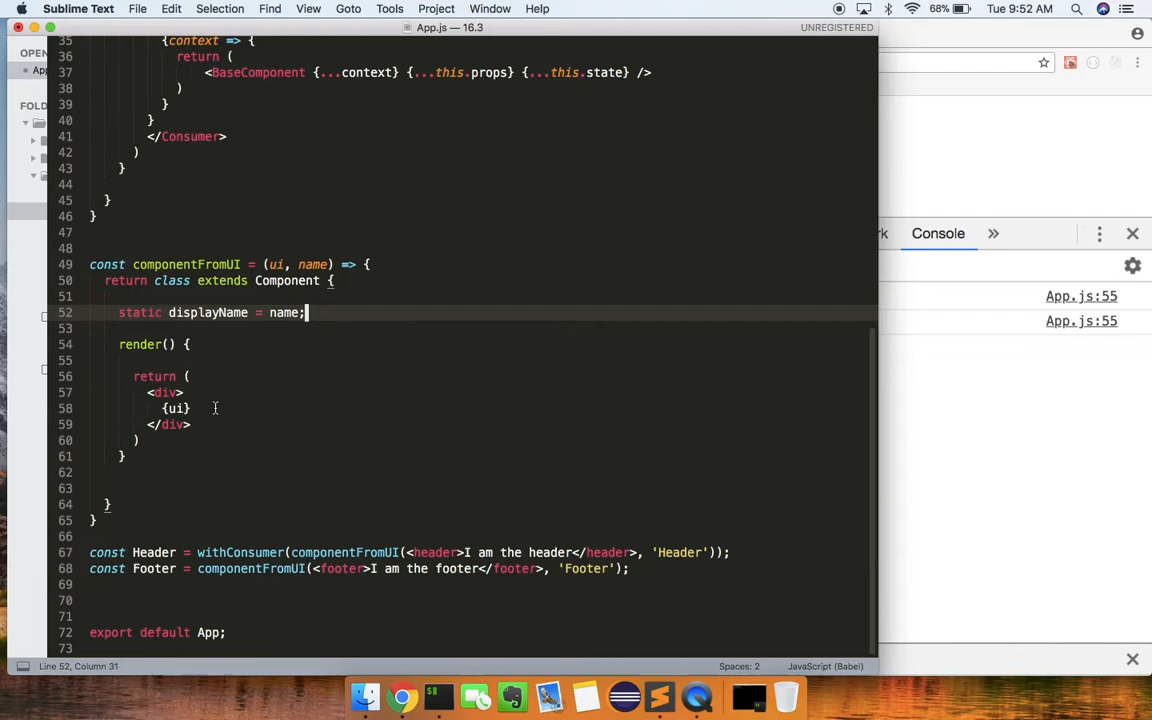 Sublime Text File Edit Selection Find View Goto Tools Project Window Help 68% Tue 9:52 AM
App.js — 16.3 UNREGISTERED
OPEN
App
FOLD
35 {context => {
36 return (
37 <BaseComponent {...context} {...this.props} {...this.state} />
38 )
39 }
40 }
41 </Consumer>
42 )
43 }
44
45 }
46 }
47
48
49 const componentFromUI = (ui, name) => {
50 return class extends Component {
51
52 static displayName = name;
53
54 render() {
55
56 return (
57 <div>
58 {ui}
59 </div>
60 )
61 }
62
63
64 }
65 }
66
67 const Header = withConsumer(componentFromUI(<header>I am the header</header>, 'Header'));
68 const Footer = componentFromUI(<footer>I am the footer</footer>, 'Footer');
69
70
71
72 export default App;
73
Line 52, Column 31 Spaces: 2 JavaScript (Babel)
rk Console
App.js:55
App.js:55